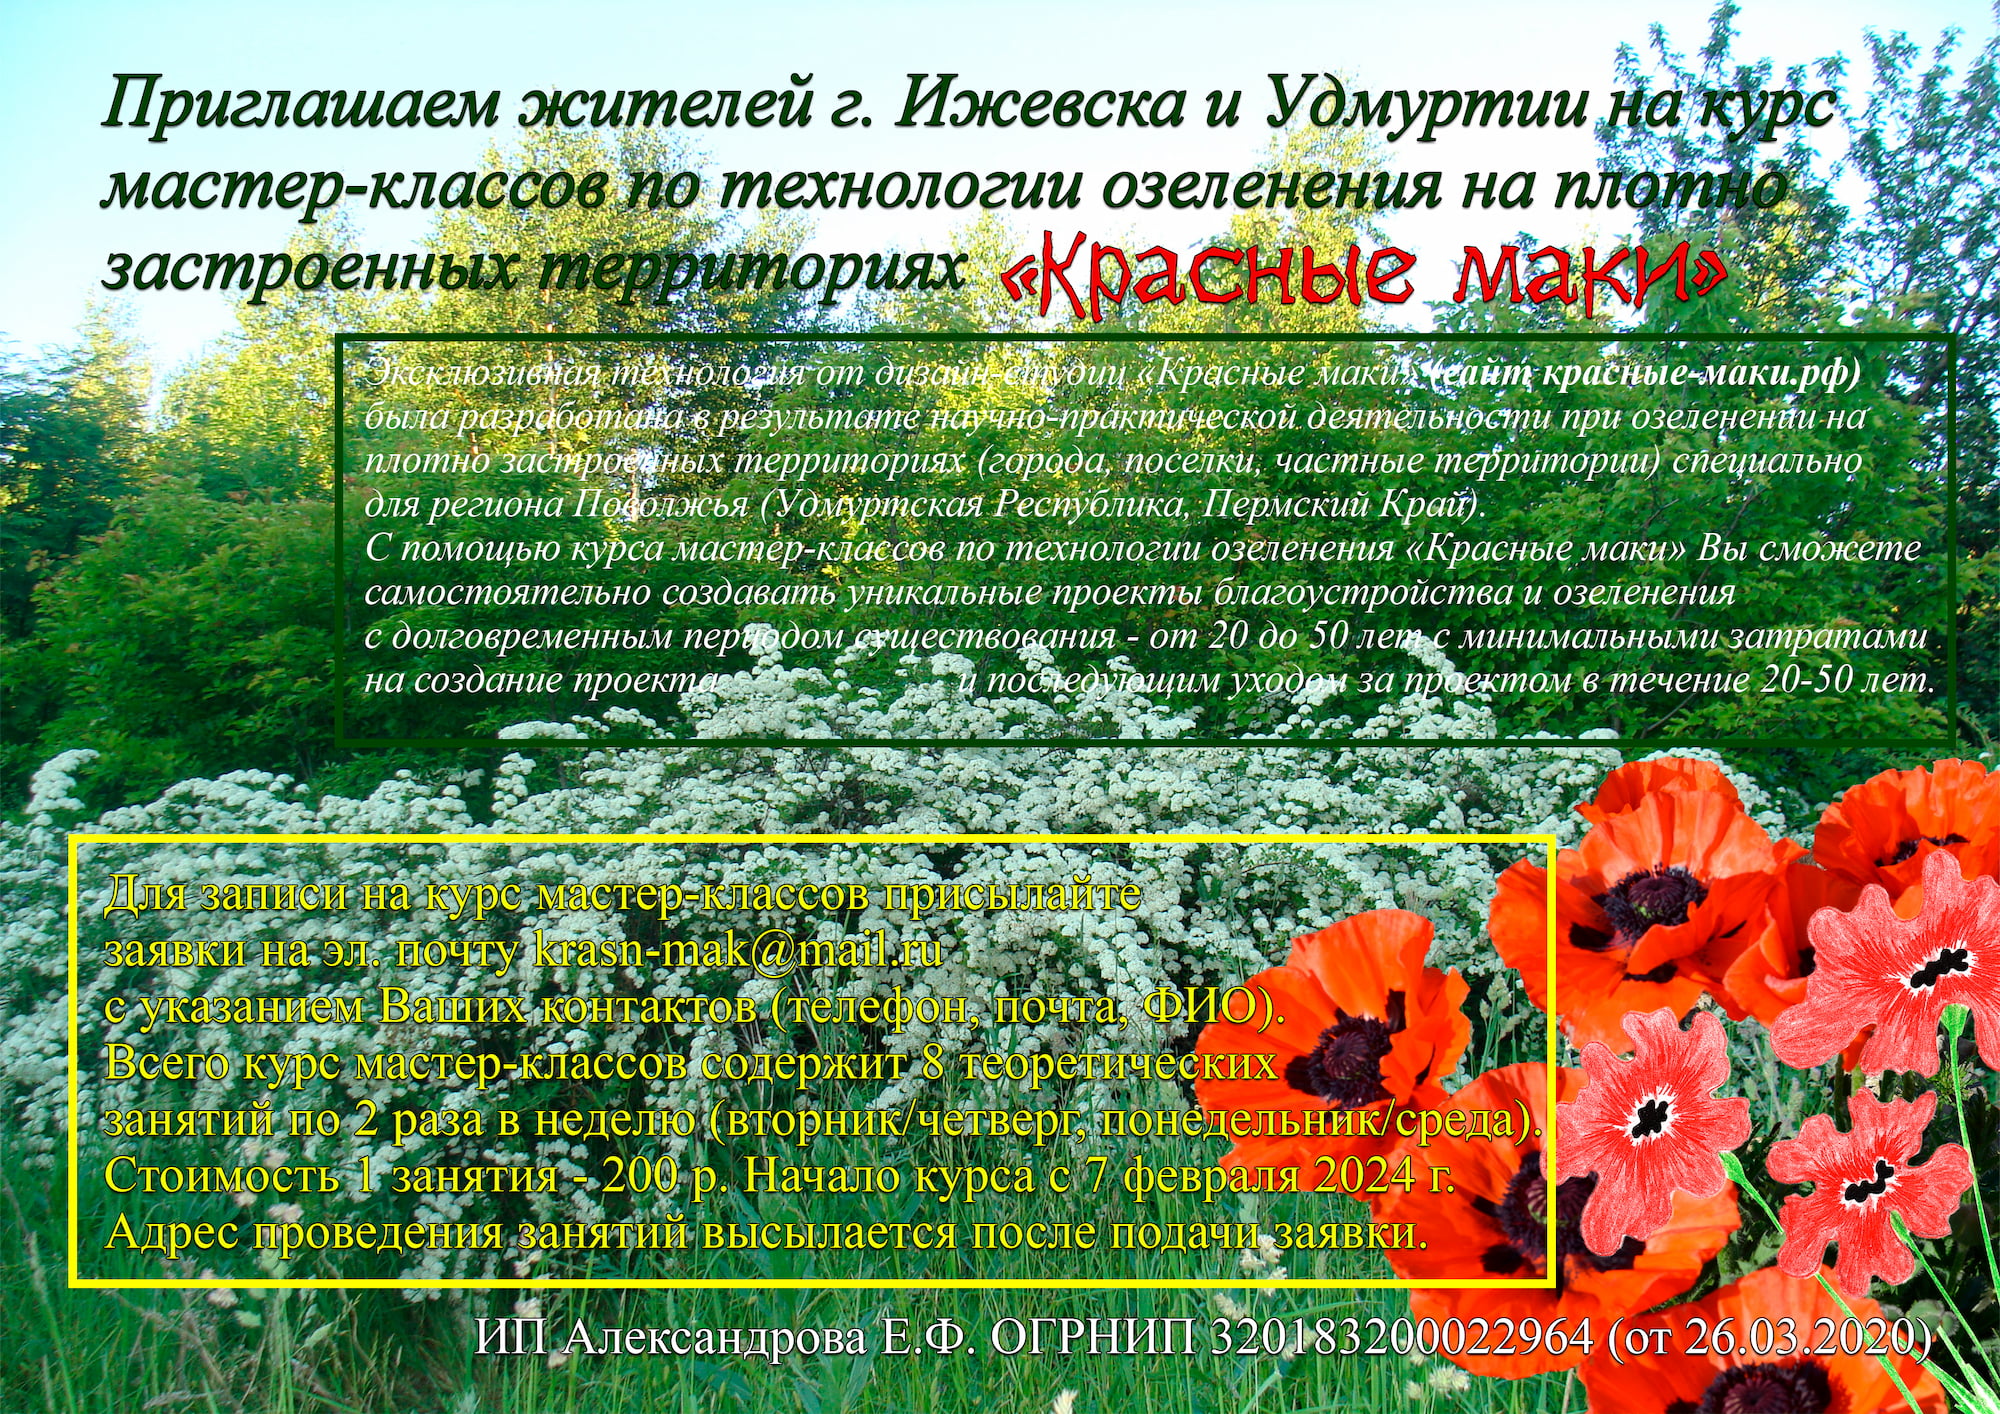 Приглашаем жителей г. Ижевска и Удмуртии на курс
мастер-классов по технологии озеленения на плотно
застроенных территориях «Красные маки»
Эксклюзивная технология от дизайн-студии «Красные маки» (сайт красные-маки.рф)
была разработана в результате научно-практической деятельности при озеленении на
плотно застроенных территориях (города, поселки, частные территории) специально
для региона Поволжья (Удмуртская Республика, Пермский Край).
С помощью курса мастер-классов по технологии озеленения «Красные маки» Вы сможете
самостоятельно создавать уникальные проекты благоустройства и озеленения
с долговременным периодом существования - от 20 до 50 лет с минимальными затратами
на создание проекта и последующим уходом за проектом в течение 20-50 лет.
Для записи на курс мастер-классов присылайте
заявки на эл. почту krasn-mak@mail.ru
с указанием Ваших контактов (телефон, почта, ФИО).
Всего курс мастер-классов содержит 8 теоретических
занятий по 2 раза в неделю (вторник/четверг, понедельник/среда).
Стоимость 1 занятия - 200 р. Начало курса с 7 февраля 2024 г.
Адрес проведения занятий высылается после подачи заявки.
ИП Александрова Е.Ф. ОГРНИП 320183200022964 (от 26.03.2020)